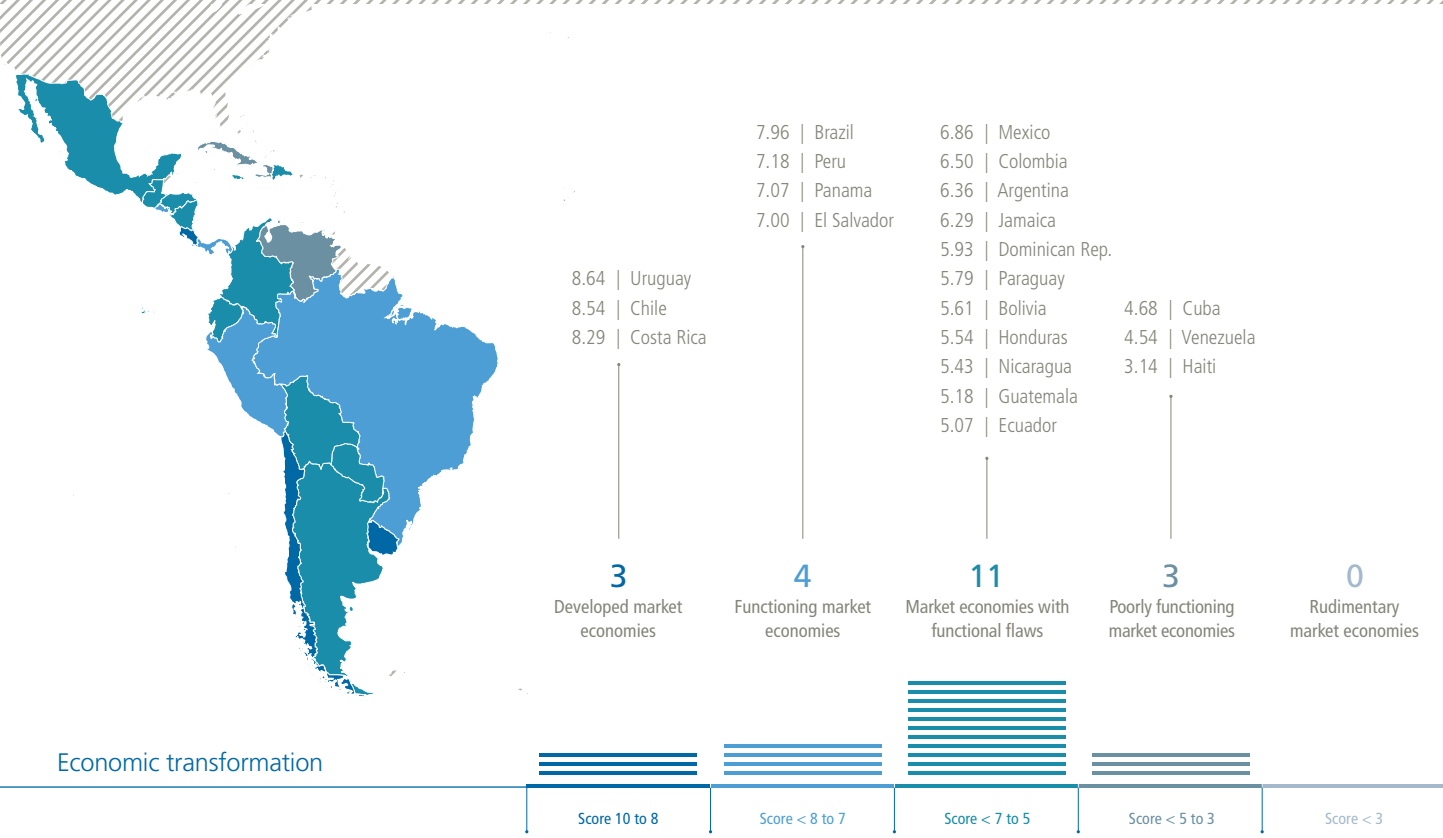 8.64 | Uruguay
8.54 | Chile
8.29 | Costa Rica
7.96 | Brazil
7.18 | Peru
7.07 | Panama
7.00 | El Salvador
6.86 | Mexico
6.50 | Colombia
6.36 | Argentina
6.29 | Jamaica
5.93 | Dominican Rep.
5.79 | Paraguay
5.61 | Bolivia
5.54 | Honduras
5.43 | Nicaragua
5.18 | Guatemala
5.07 | Ecuador
4.68 | Cuba
4.54 | Venezuela
3.14 | Haiti
3
Developed market
economies
4
Functioning market
economies
11
Market economies with
functional flaws
3
Poorly functioning
market economies
0
Rudimentary
market economies
Economic transformation
Score 10 to 8
Score < 8 to 7
Score < 7 to 5
Score < 5 to 3
Score < 3